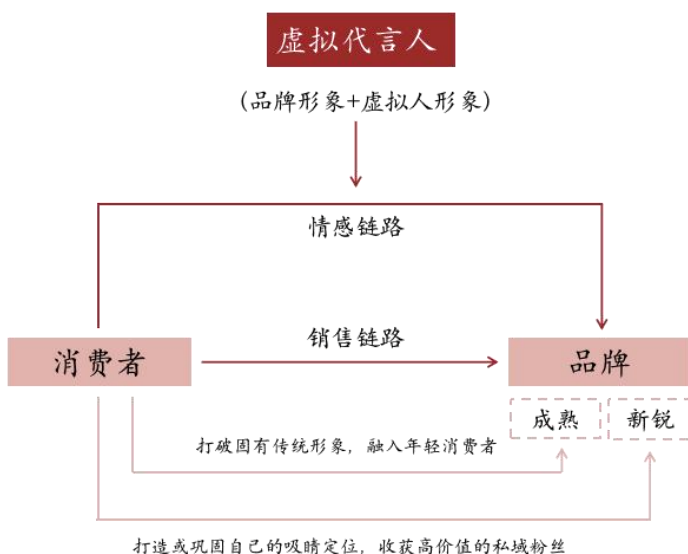 虚拟代言人
（品牌形象+虚拟人形象）
情感链路
销售链路
消费者
品牌
成熟
新锐
打破固有传统形象，融入年轻消费者
打造或巩固自己的吸睛定位，收获高价值的私域粉丝